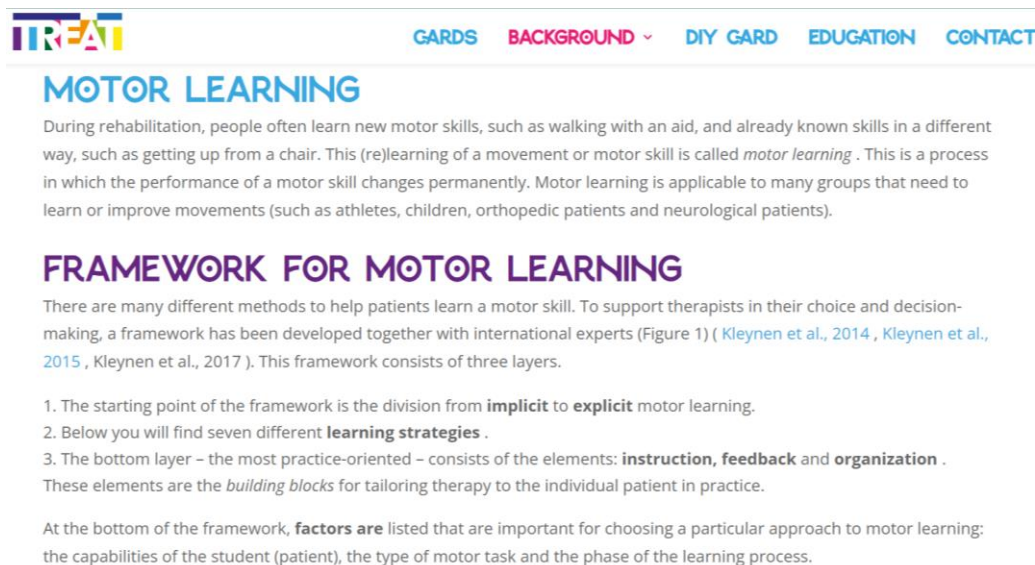 TREAT
GARDS BACKGROUND DIY GARD EDUGATION CONTACT
MOTOR LEARNING
During rehabilitation, people often learn new motor skills, such as walking with an aid, and already known skills in a different
way, such as getting up from a chair. This (re)learning of a movement or motor skill is called motor learning . This is a process
in which the performance of a motor skill changes permanently. Motor learning is applicable to many groups that need to
learn or improve movements (such as athletes, children, orthopedic patients and neurological patients).
FRAMEWORK FOR MOTOR LEARNING
There are many different methods to help patients learn a motor skill. To support therapists in their choice and decision-
making, a framework has been developed together with international experts (Figure 1) ( Kleynen et al., 2014 , Kleynen et al.,
2015 , Kleynen et al., 2017 ). This framework consists of three layers.
1. The starting point of the framework is the division from implicit to explicit motor learning.
2. Below you will find seven different learning strategies .
3. The bottom layer – the most practice-oriented – consists of the elements: instruction, feedback and organization .
These elements are the building blocks for tailoring therapy to the individual patient in practice.
At the bottom of the framework, factors are listed that are important for choosing a particular approach to motor learning:
the capabilities of the student (patient), the type of motor task and the phase of the learning process.